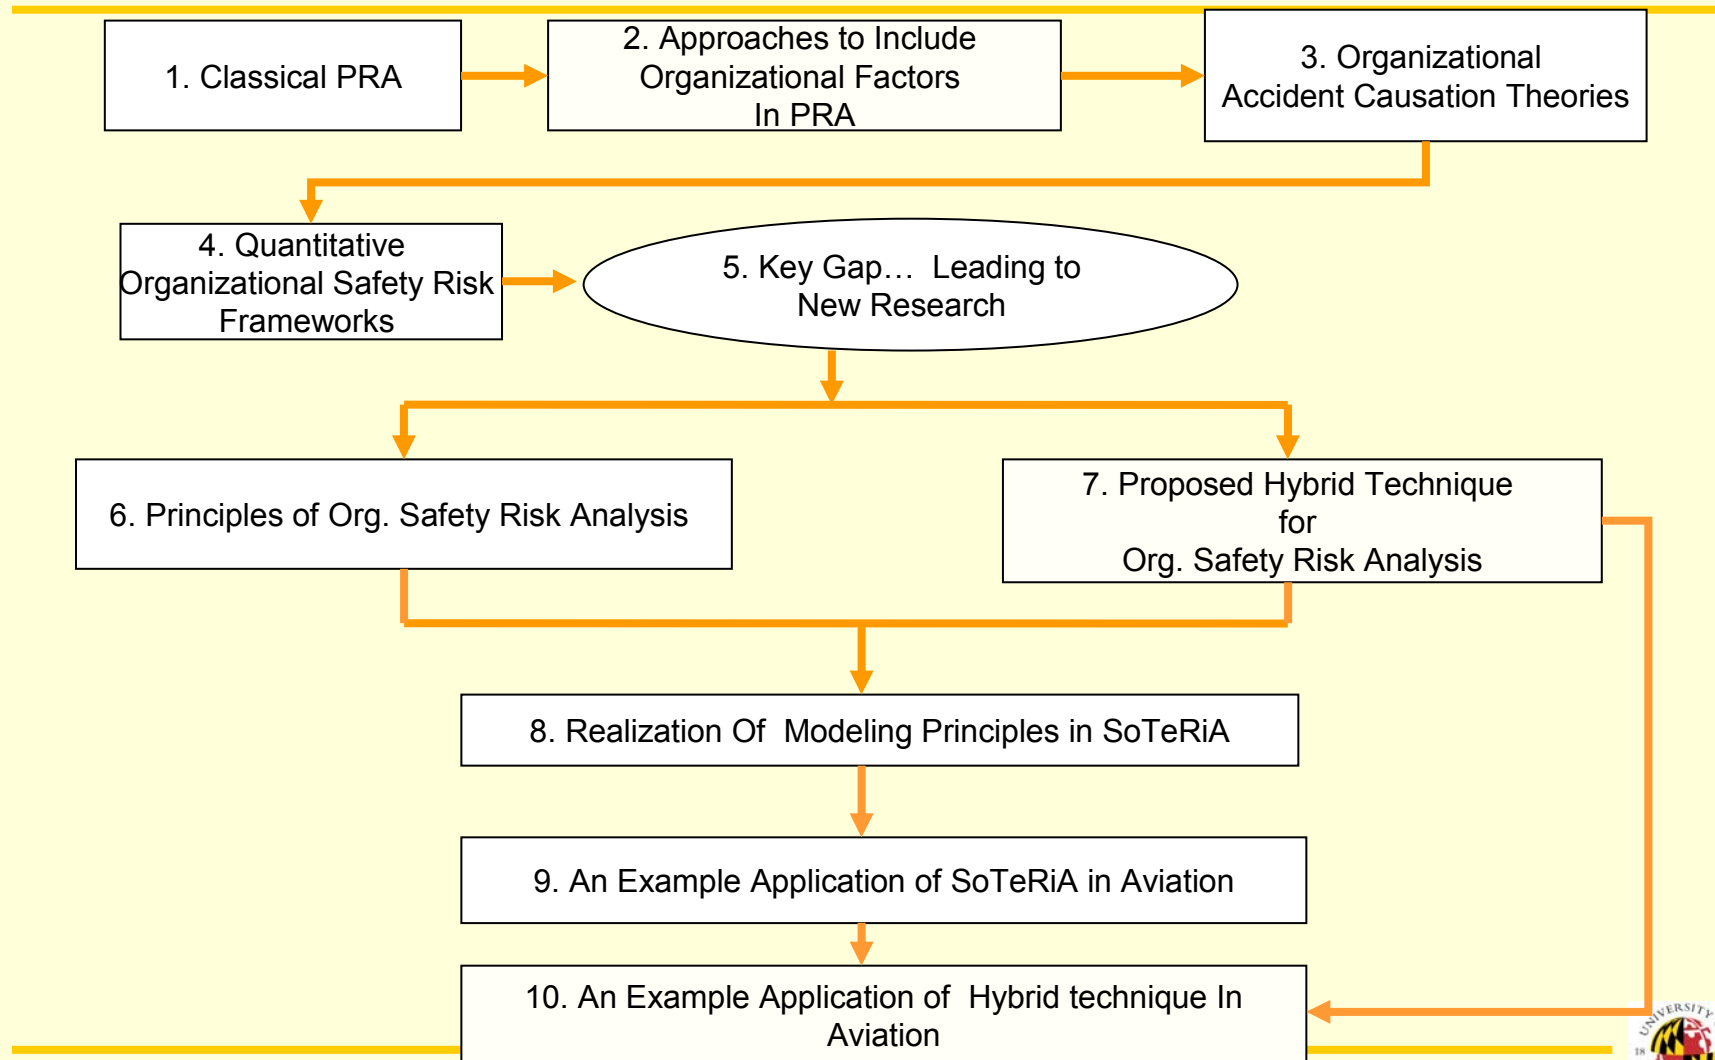 1. Classical PRA
2. Approaches to Include
Organizational Factors
In PRA
3. Organizational
Accident Causation Theories
4. Quantitative
Organizational Safety Risk
Frameworks
5. Key Gap… Leading to
New Research
6. Principles of Org. Safety Risk Analysis
7. Proposed Hybrid Technique
for
Org. Safety Risk Analysis
8. Realization Of Modeling Principles in SoTeRiA
9. An Example Application of SoTeRiA in Aviation
10. An Example Application of Hybrid technique In
Aviation
UNIVERSITY
18